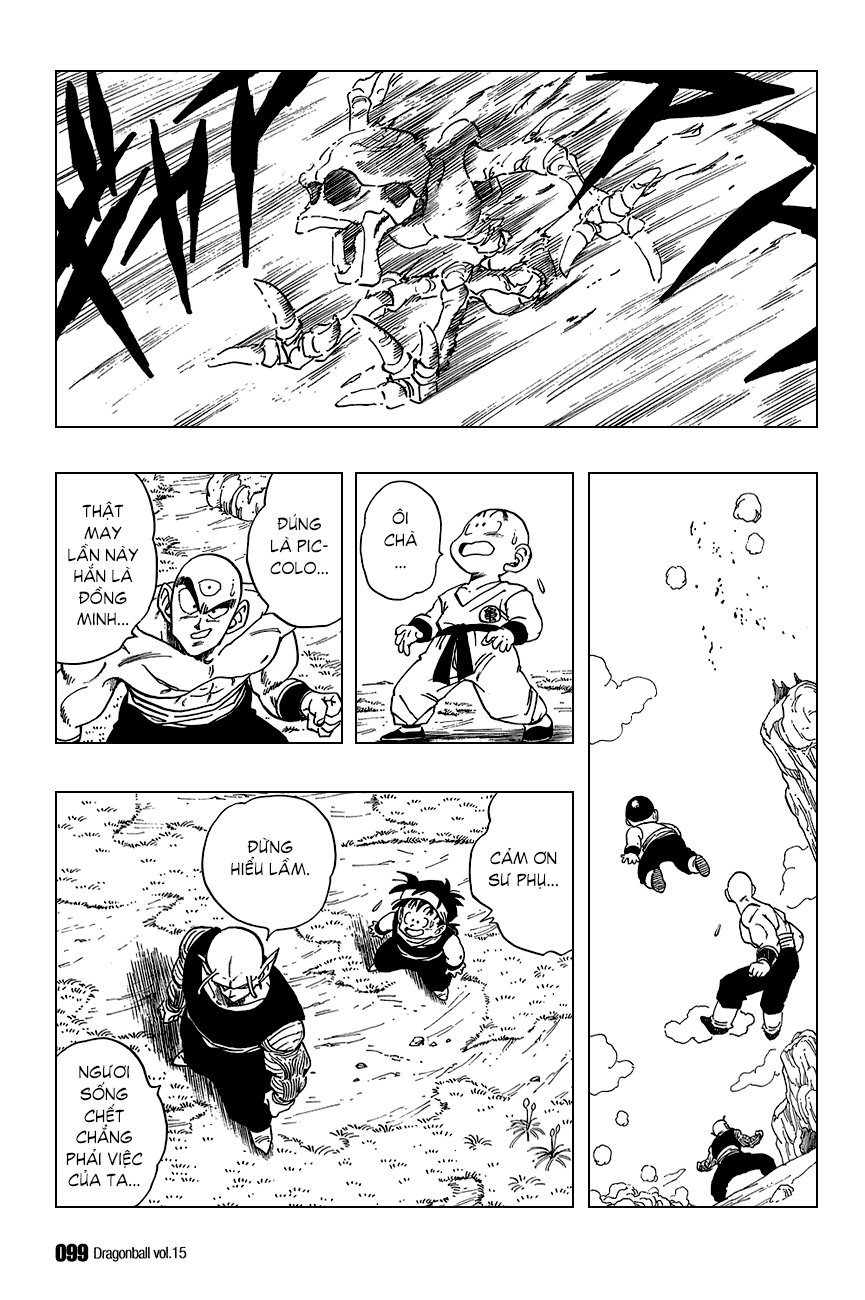 ÔI
CHÀ
...
ĐÚNG
LÀ PIC-
COLO...
THẬT
MAY
LẦN NÀY
HẮN LÀ
ĐỒNG
MINH...
CẢM ƠN
SƯ PHỤ...
ĐỪNG
HIỂU LẦM.
NGƯƠI
SỐNG
CHẾT
CHẲNG
PHẢI VIỆC
CỦA TA...
099 Dragonball vol.15